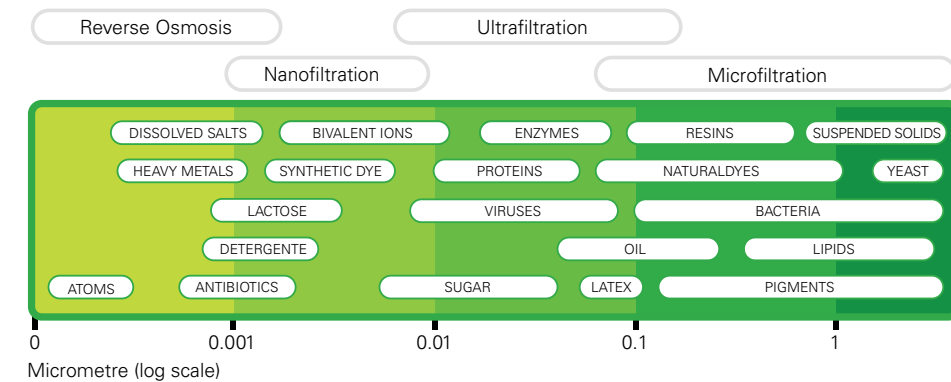 Reverse Osmosis Ultrafiltration
Nanofiltration Microfiltration
DISSOLVED SALTS BIVALENT IONS ENZYMES RESINS SUSPENDED SOLIDS
HEAVY METALS SYNTHETIC DYE PROTEINS NATURALDYES YEAST
LACTOSE VIRUSES BACTERIA
DETERGENTE OIL LIPIDS
ATOMS ANTIBIOTICS SUGAR LATEX PIGMENTS
0 0.001 0.01 0.1 1
Micrometre (log scale)